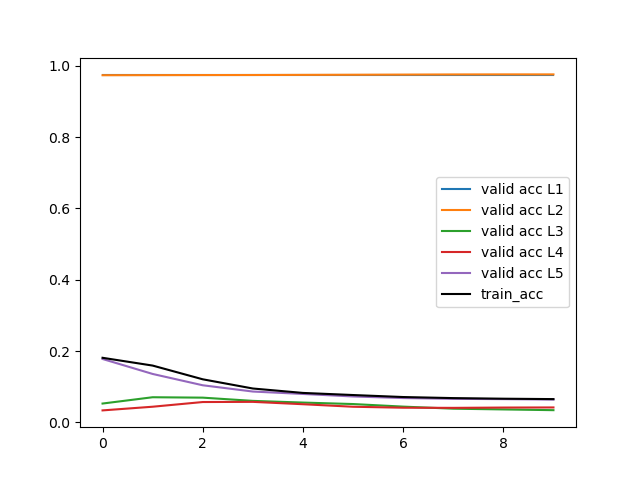 1.0
0.8
0.6
0.4
0.2
0.0
0 2 4 6 8
valid acc L1
valid acc L2
valid acc L3
valid acc L4
valid acc L5
train_acc